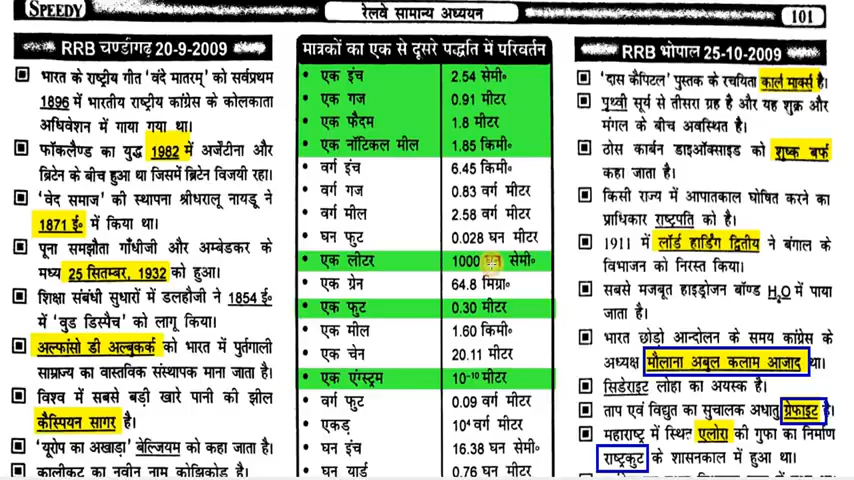 SPEEDY
रेलवे सामान्य अध्ययन
101
RRB चण्डीगढ़ 20-9-2009
भारत के राष्ट्रीय गीत 'वंदे मातरम्' को सर्वप्रथम
1896 में भारतीय राष्ट्रीय कांग्रेस के कोलकाता
अधिवेशन में गाया गया था।
फॉकलैण्ड का युद्ध 1982 में अर्जेंटीना और
ब्रिटेन के बीच हुआ था जिसमें ब्रिटेन विजयी रहा।
'वेद समाज' की स्थापना श्रीधरालू नायडू ने
1871 ई॰ में किया था।
पूना समझौता गाँधीजी और अम्बेडकर के
मध्य 25 सितम्बर, 1932 को हुआ।
शिक्षा संबंधी सुधारों में डलहौजी ने 1854 ई॰
में 'वुड डिस्पैच' को लागू किया।
अल्फांसो डी अल्बुकर्क को भारत में पुर्तगाली
साम्राज्य का वास्तविक संस्थापक माना जाता है।
विश्व में सबसे बड़ी खारे पानी की झील
कैस्पियन सागर है।
'यूरोप का अखाड़ा' बेल्जियम को कहा जाता है।
कालीकट का नवीन नाम कोझिकोड है।
मात्रकों का एक से दूसरे पद्धति में परिवर्तन
एक इंच 2.54 सेमी॰
एक गज 0.91 मीटर
एक फैदम 1.8 मीटर
एक नॉटिकल मील 1.85 किमी॰
वर्ग इंच 6.45 किमी॰
वर्ग गज 0.83 वर्ग मीटर
वर्ग मील 2.58 वर्ग मीटर
घन फुट 0.028 घन मीटर
एक लीटर 1000 घन सेमी॰
एक ग्रेन 64.8 मिग्रा॰
एक फुट 0.30 मीटर
एक मील 1.60 किमी॰
एक चेन 20.11 मीटर
एक एंग्स्ट्रम 10⁻¹⁰ मीटर
वर्ग फुट 0.09 वर्ग मीटर
एकड़ 10⁴ वर्ग मीटर
घन इंच 16.38 घन सेमी॰
घन यार्ड 0.76 घन मीटर
RRB भोपाल 25-10-2009
'दास कैपिटल' पुस्तक के रचयिता कार्ल मार्क्स है।
पृथ्वी सूर्य से तीसरा ग्रह है और यह शुक्र और
मंगल के बीच अवस्थित है।
ठोस कार्बन डाइऑक्साइड को शुष्क बर्फ
कहा जाता है।
किसी राज्य में आपातकाल घोषित करने का
प्राधिकार राष्ट्रपति को है।
1911 में लॉर्ड हार्डिंग द्वितीय ने बंगाल के
विभाजन को निरस्त किया।
सबसे मजबूत हाइड्रोजन बॉण्ड H₂O में पाया
जाता है।
भारत छोड़ो आन्दोलन के समय कांग्रेस के
अध्यक्ष मौलाना अबुल कलाम आजाद था।
सिडेराइट लोहा का अयस्क है।
ताप एवं विद्युत का सुचालक अधातु ग्रेफाइट है।
महाराष्ट्र में स्थित एलोरा की गुफा का निर्माण
राष्ट्रकुट के शासनकाल में हुआ था।